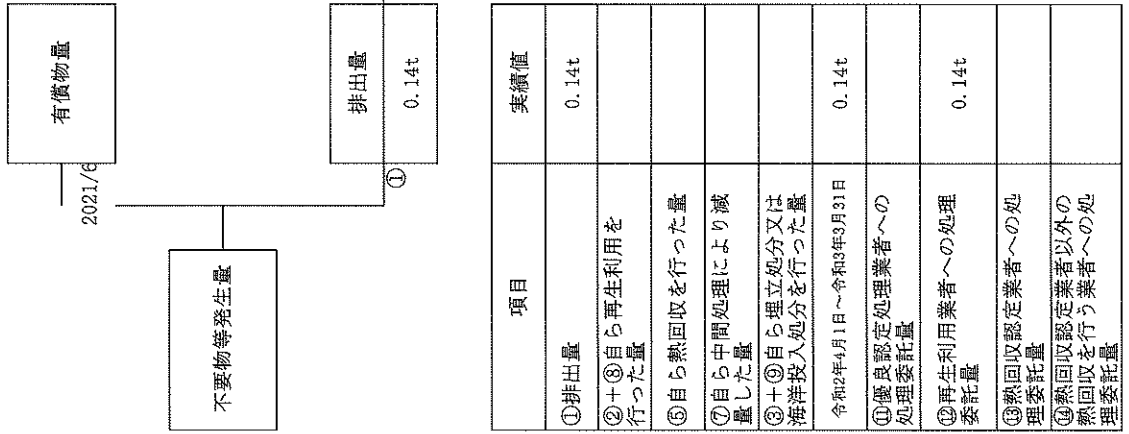 有償物量
2021/6
不要物等発生量
排出量
0.14t
①
項目
実績値
①排出量
0.14t
②+⑧自ら再生利用を
行った量
⑤自ら熱回収を行った量
⑦自ら中間処理により減
量した量
③+⑨自ら埋立処分又は
海洋投入処分を行った量
令和2年4月1日～令和3年3月31日
0.14t
⑪優良認定処理業者への
処理委託量
⑫再生利用業者への処理
委託量
0.14t
⑬熱回収認定業者への処
理委託量
⑭熱回収認定業者以外の
熱回収を行う業者への処
理委託量